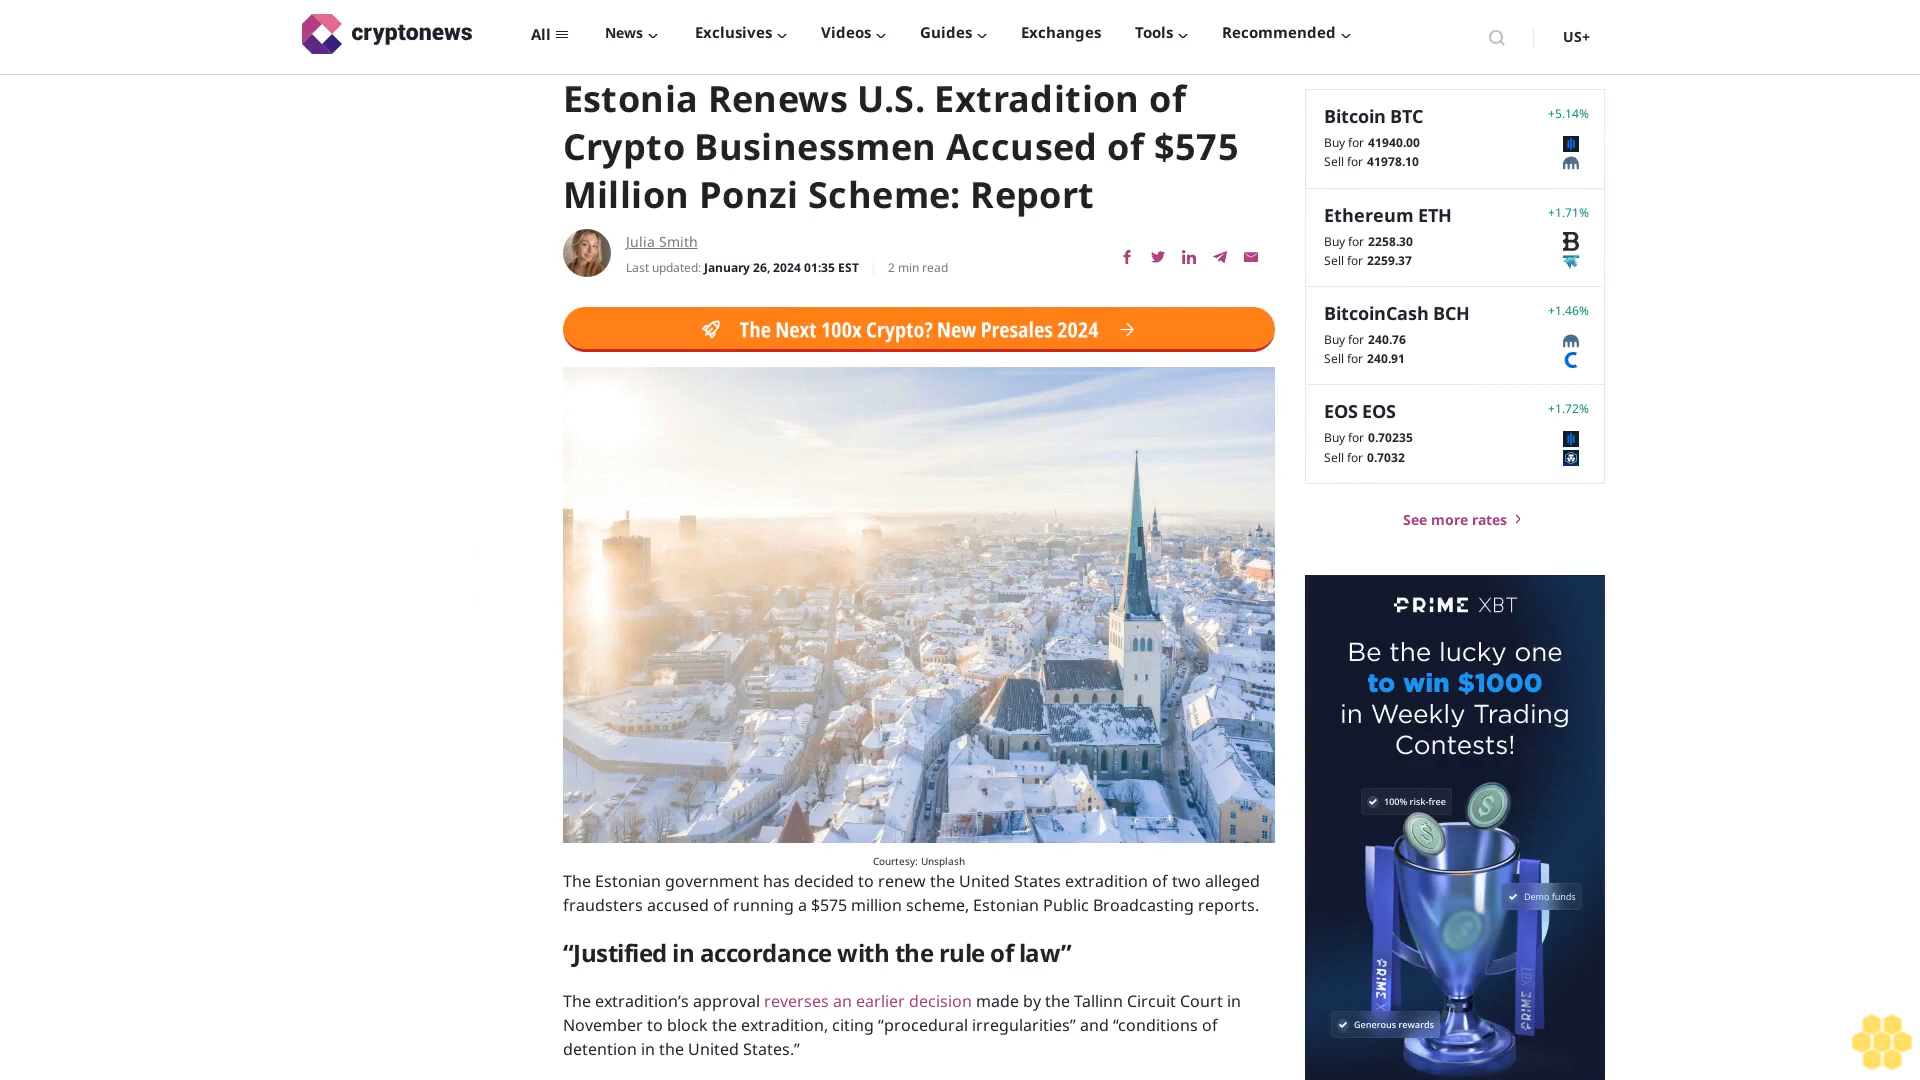 cryptonews
All
News
Exclusives
Videos
Guides
Exchanges
Tools
Recommended
US+
Estonia Renews U.S. Extradition of
Crypto Businessmen Accused of $575
Million Ponzi Scheme: Report
Julia Smith
Last updated: January 26, 2024 01:35 EST
2 min read
The Next 100x Crypto? New Presales 2024
Courtesy: Unsplash
The Estonian government has decided to renew the United States extradition of two alleged
fraudsters accused of running a $575 million scheme, Estonian Public Broadcasting reports.
“Justified in accordance with the rule of law”
The extradition’s approval reverses an earlier decision made by the Tallinn Circuit Court in
November to block the extradition, citing “procedural irregularities” and “conditions of
detention in the United States.”
Bitcoin BTC
+5.14%
Buy for 41940.00
Sell for 41978.10
Ethereum ETH
+1.71%
Buy for 2258.30
Sell for 2259.37
BitcoinCash BCH
+1.46%
Buy for 240.76
Sell for 240.91
EOS EOS
+1.72%
Buy for 0.70235
Sell for 0.7032
See more rates
PRIME XBT
Be the lucky one
to win $1000
in Weekly Trading
Contests!
100% risk-free
Demo funds
Generous rewards
PRIME X
PRIME XBT